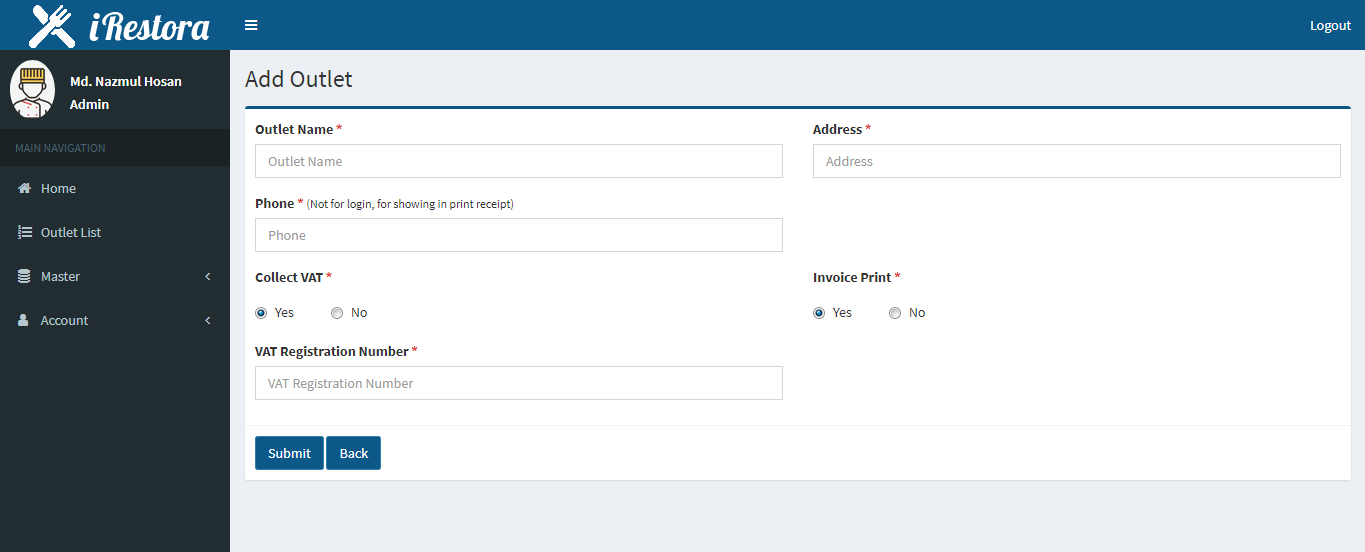 iRestora
Logout
Md. Nazmul Hosan
Admin
MAIN NAVIGATION
Home
Outlet List
Master
Account
Add Outlet
Outlet Name *
Outlet Name
Address *
Address
Phone * (Not for login, for showing in print receipt)
Phone
Collect VAT *
Yes No
Invoice Print *
Yes No
VAT Registration Number *
VAT Registration Number
Submit Back